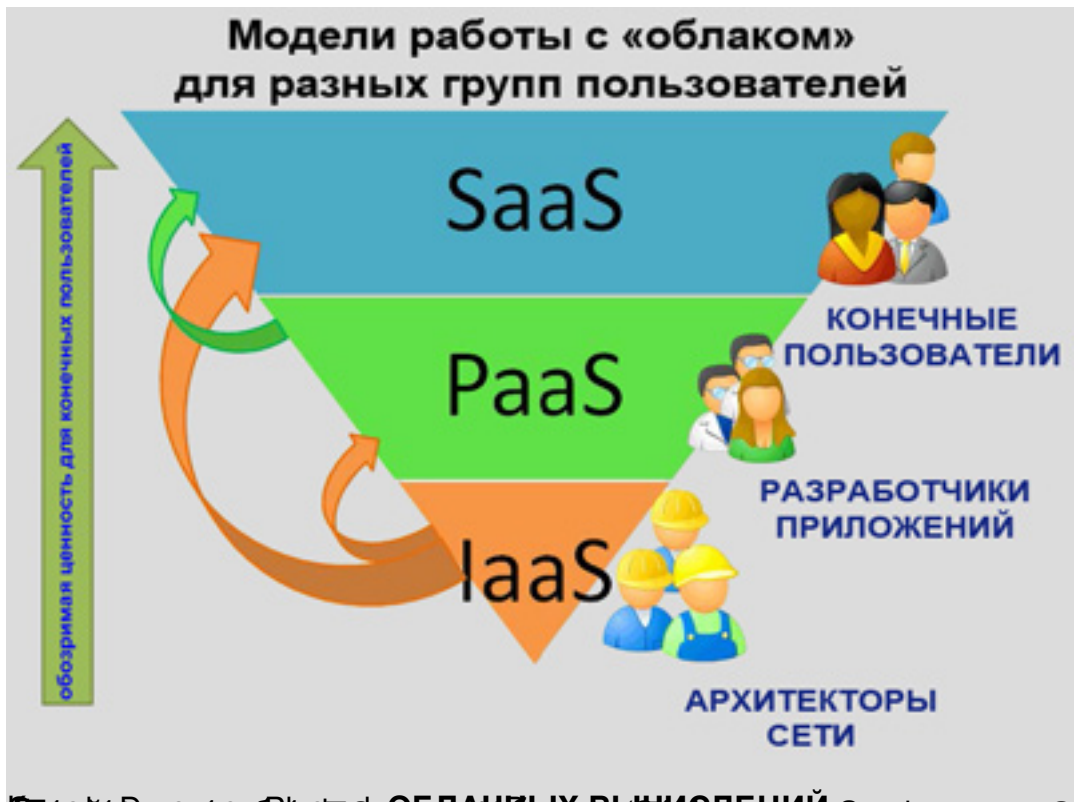 Модели работы с «облаком»
для разных групп пользователей
обозримая ценность для конечных пользователей
SaaS
КОНЕЧНЫЕ
ПОЛЬЗОВАТЕЛИ
PaaS
РАЗРАБОТЧИКИ
ПРИЛОЖЕНИЙ
IaaS
АРХИТЕКТОРЫ
СЕТИ